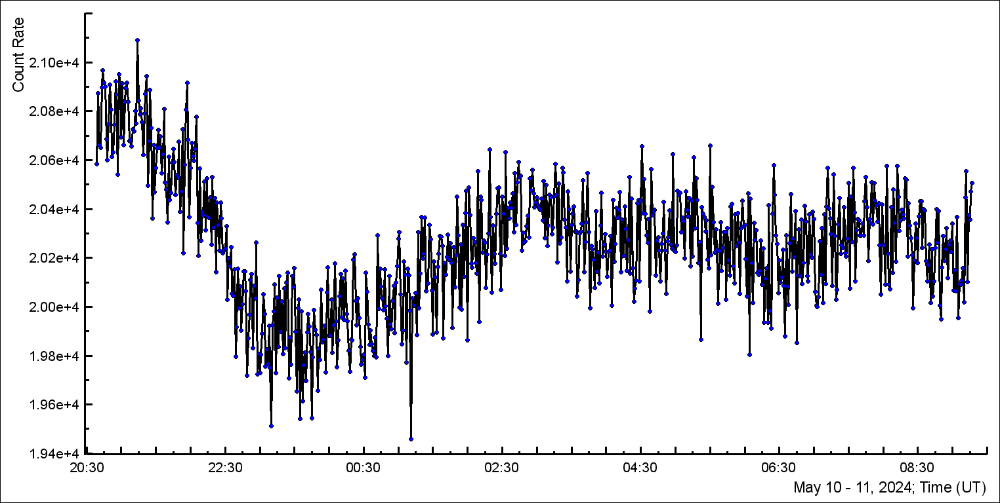 Count Rate
2.10e+4
2.08e+4
2.06e+4
2.04e+4
2.02e+4
2.00e+4
1.98e+4
1.96e+4
1.94e+4
20:30 22:30 00:30 02:30 04:30 06:30 08:30
May 10 - 11, 2024; Time (UT)